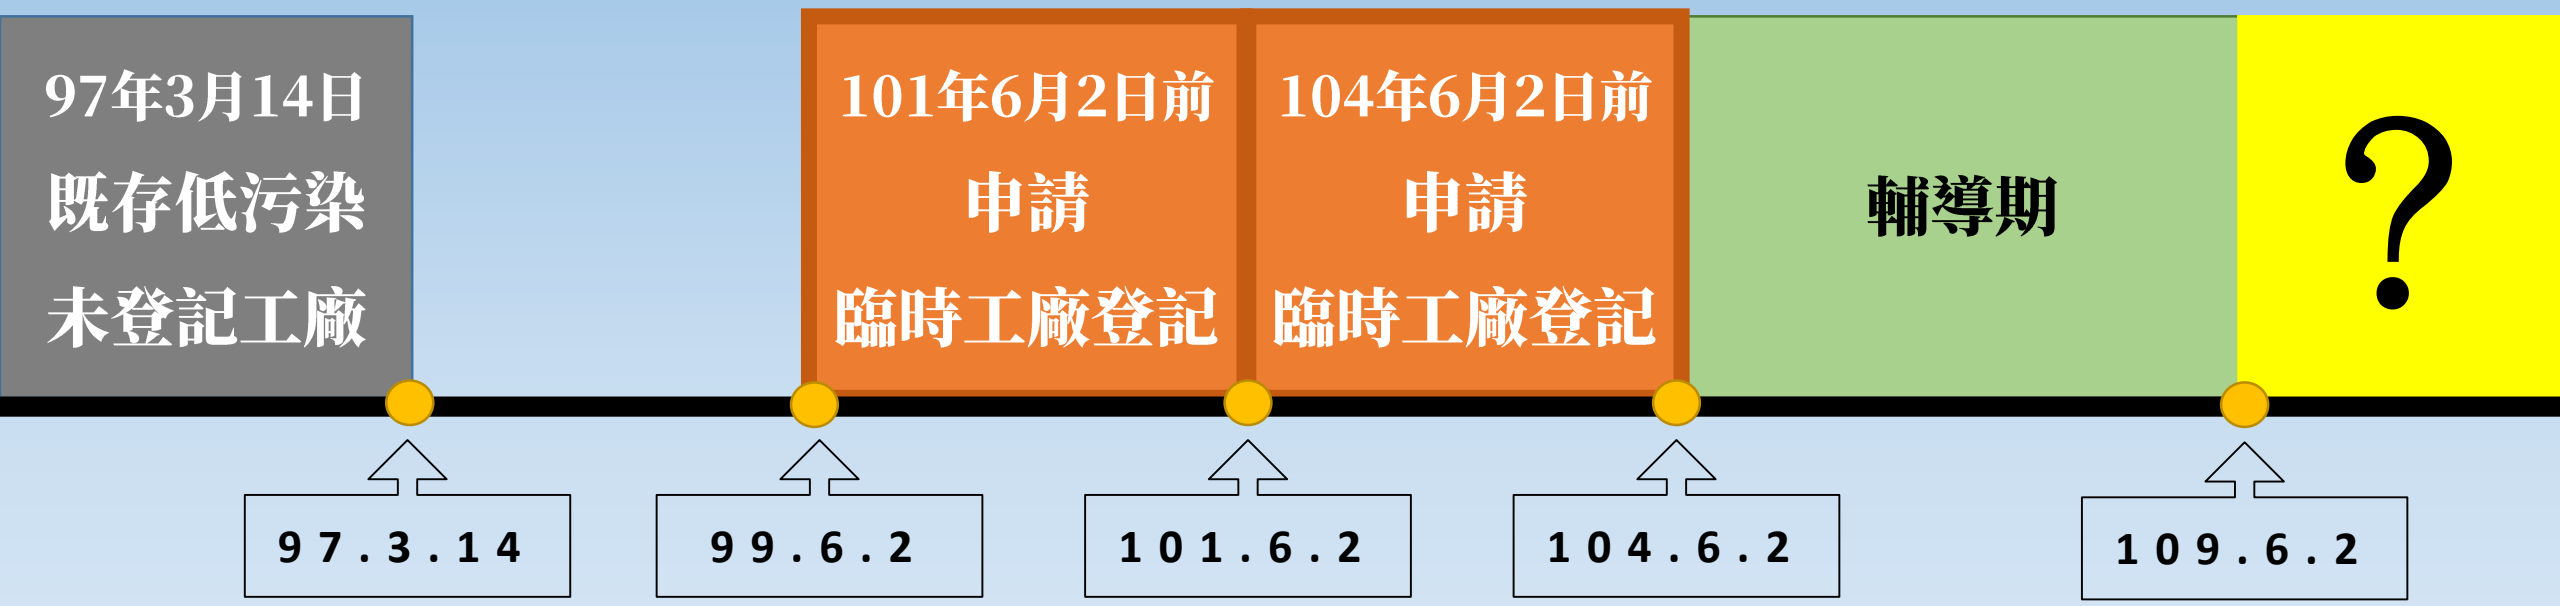 97年3月14日
既存低污染
未登記工廠
101年6月2日前
申請
臨時工廠登記
104年6月2日前
申請
臨時工廠登記
輔導期
?
97.3.14
99.6.2
101.6.2
104.6.2
109.6.2